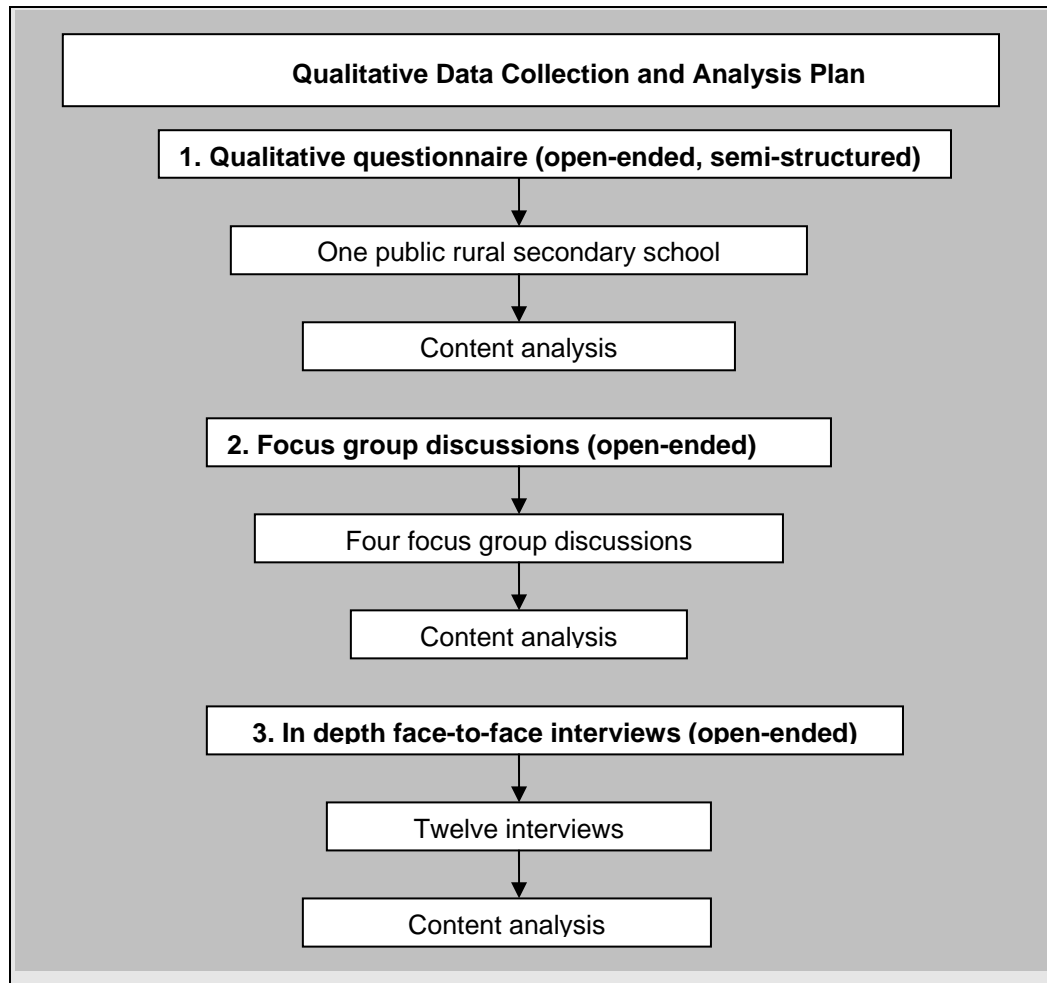 Qualitative Data Collection and Analysis Plan
1. Qualitative questionnaire (open-ended, semi-structured)
One public rural secondary school
Content analysis
2. Focus group discussions (open-ended)
Four focus group discussions
Content analysis
3. In depth face-to-face interviews (open-ended)
Twelve interviews
Content analysis